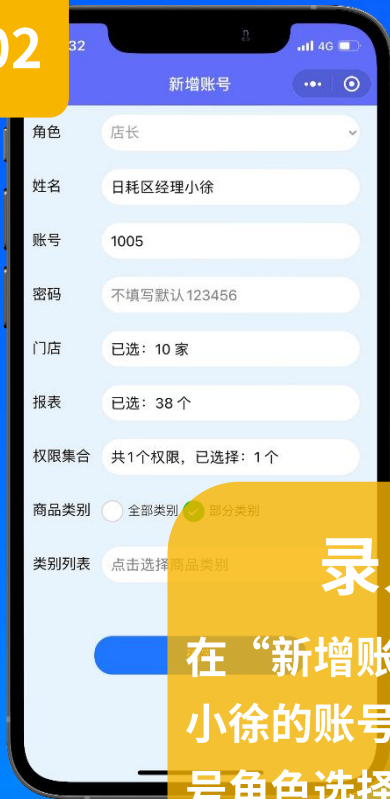 02
32
4G
新增账号
角色 店长
姓名 日耗区经理小徐
账号 1005
密码 不填写默认123456
门店 已选：10 家
报表 已选：38 个
权限集合 共1个权限，已选择：1个
商品类别 全部类别 部分类别
类别列表 点击选择商品类别
录
在“新增账
小徐的账号
号角色选择